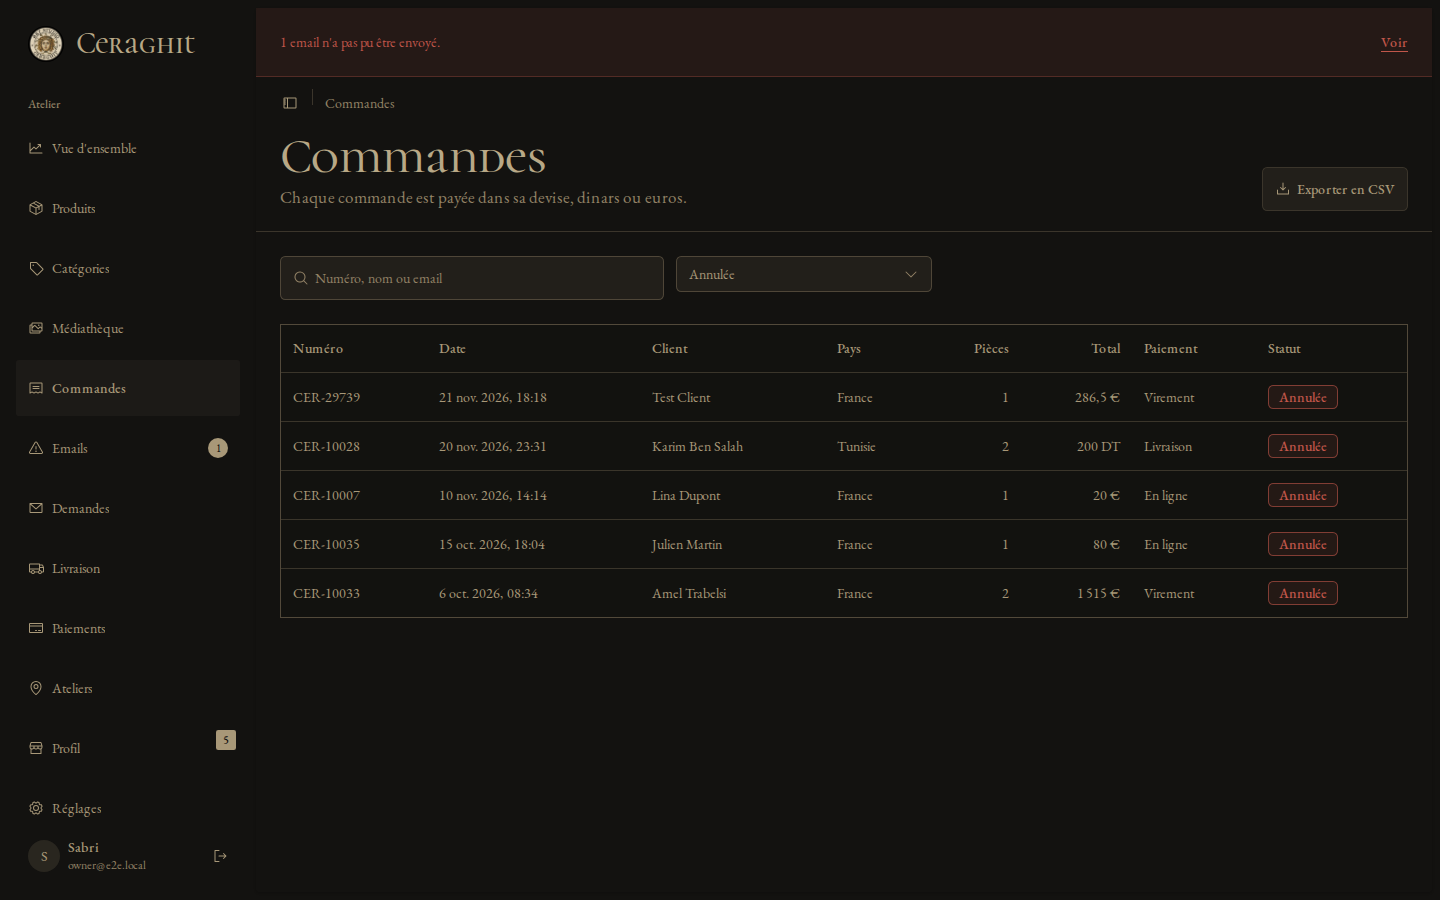 Ceraghit
Atelier
Vue d'ensemble
Produits
Catégories
Médiathèque
Commandes
Emails 1
Demandes
Livraison
Paiements
Ateliers
Profil 5
Réglages
S Sabri
owner@e2e.local
1 email n'a pas pu être envoyé. Voir
Commandes
Commandes
Chaque commande est payée dans sa devise, dinars ou euros.
Exporter en CSV
Numéro, nom ou email Annulée
Numéro Date Client Pays Pièces Total Paiement Statut
CER-29739 21 nov. 2026, 18:18 Test Client France 1 286,5 € Virement Annulée
CER-10028 20 nov. 2026, 23:31 Karim Ben Salah Tunisie 2 200 DT Livraison Annulée
CER-10007 10 nov. 2026, 14:14 Lina Dupont France 1 20 € En ligne Annulée
CER-10035 15 oct. 2026, 18:04 Julien Martin France 1 80 € En ligne Annulée
CER-10033 6 oct. 2026, 08:34 Amel Trabelsi France 2 1 515 € Virement Annulée